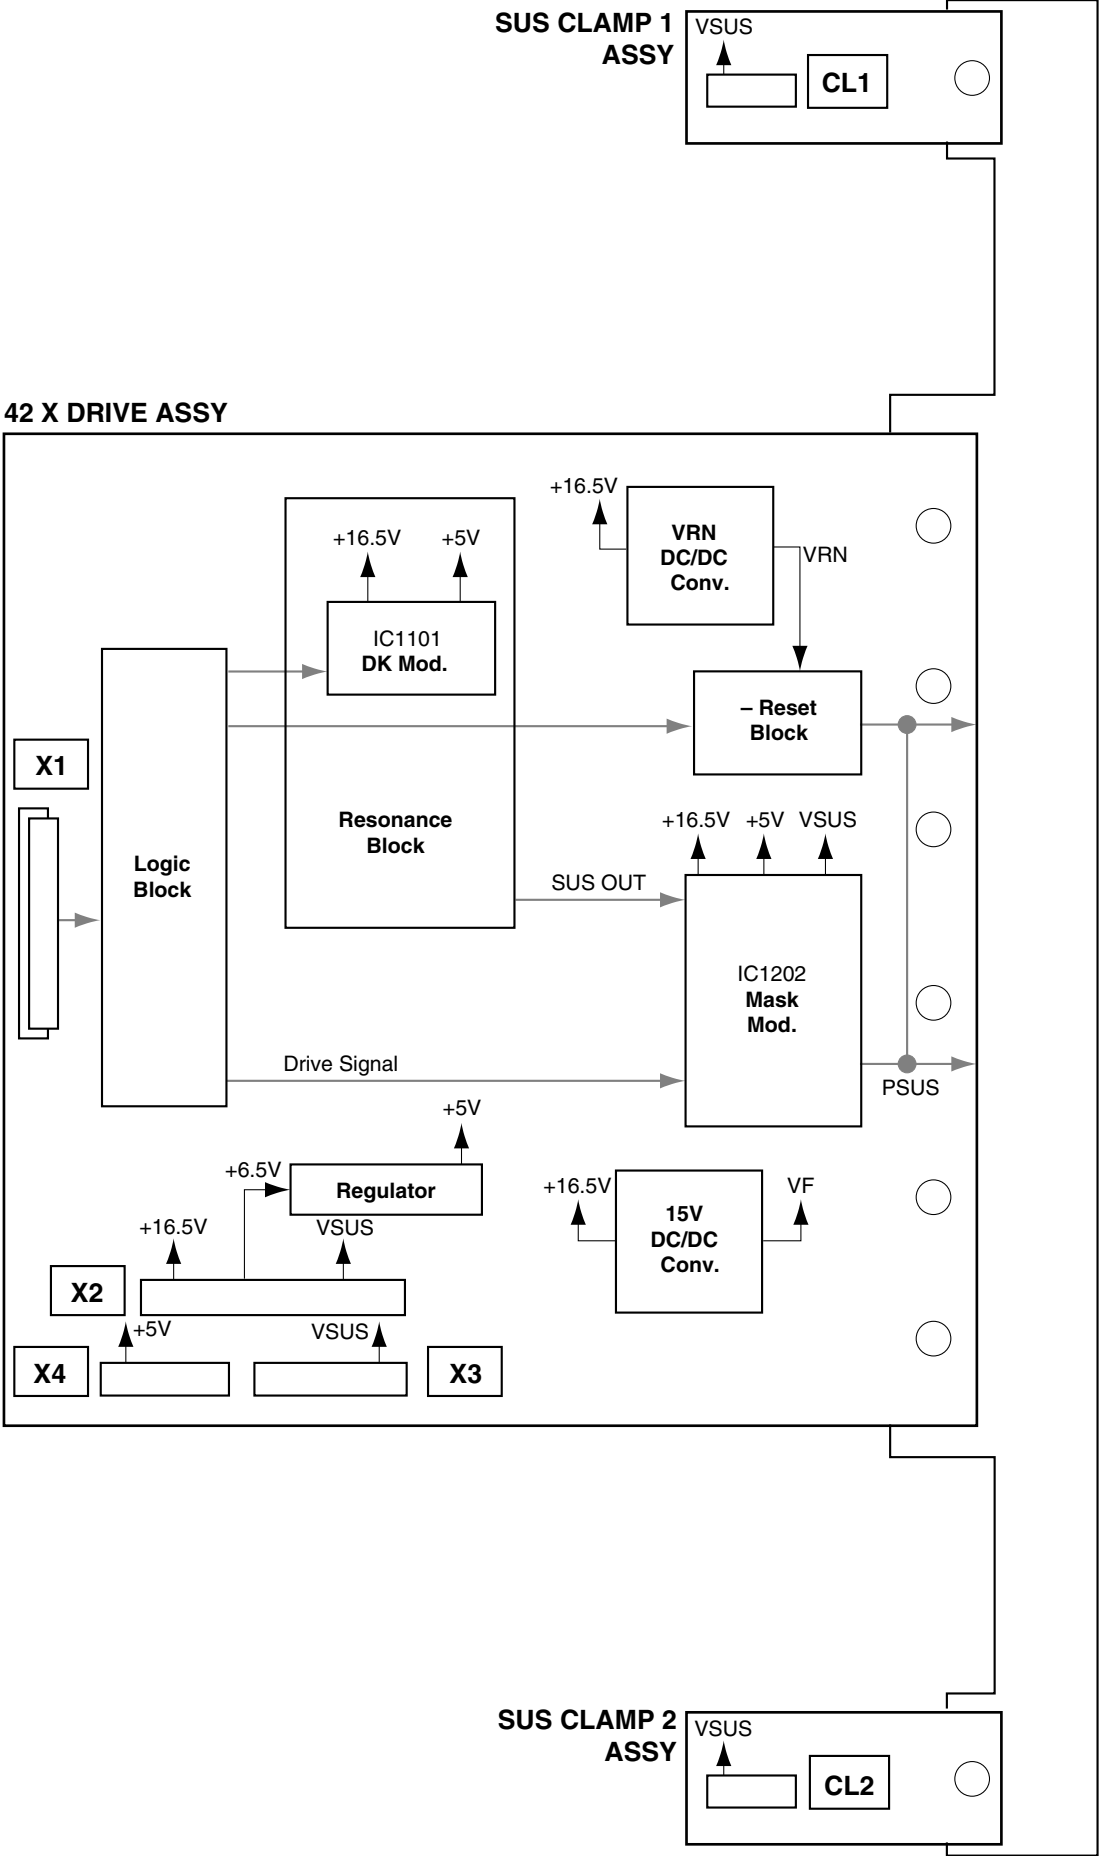 SUS CLAMP 1
ASSY
VSUS
CL1
42 X DRIVE ASSY
+16.5V
VRN
DC/DC
Conv.
VRN
+16.5V
+5V
IC1101
DK Mod.
– Reset
Block
X1
Resonance
Block
+16.5V
+5V
VSUS
Logic
Block
SUS OUT
IC1202
Mask
Mod.
Drive Signal
PSUS
+5V
+6.5V
Regulator
+16.5V
15V
DC/DC
Conv.
VF
+16.5V
VSUS
X2
+5V
VSUS
X4
X3
SUS CLAMP 2
ASSY
VSUS
CL2